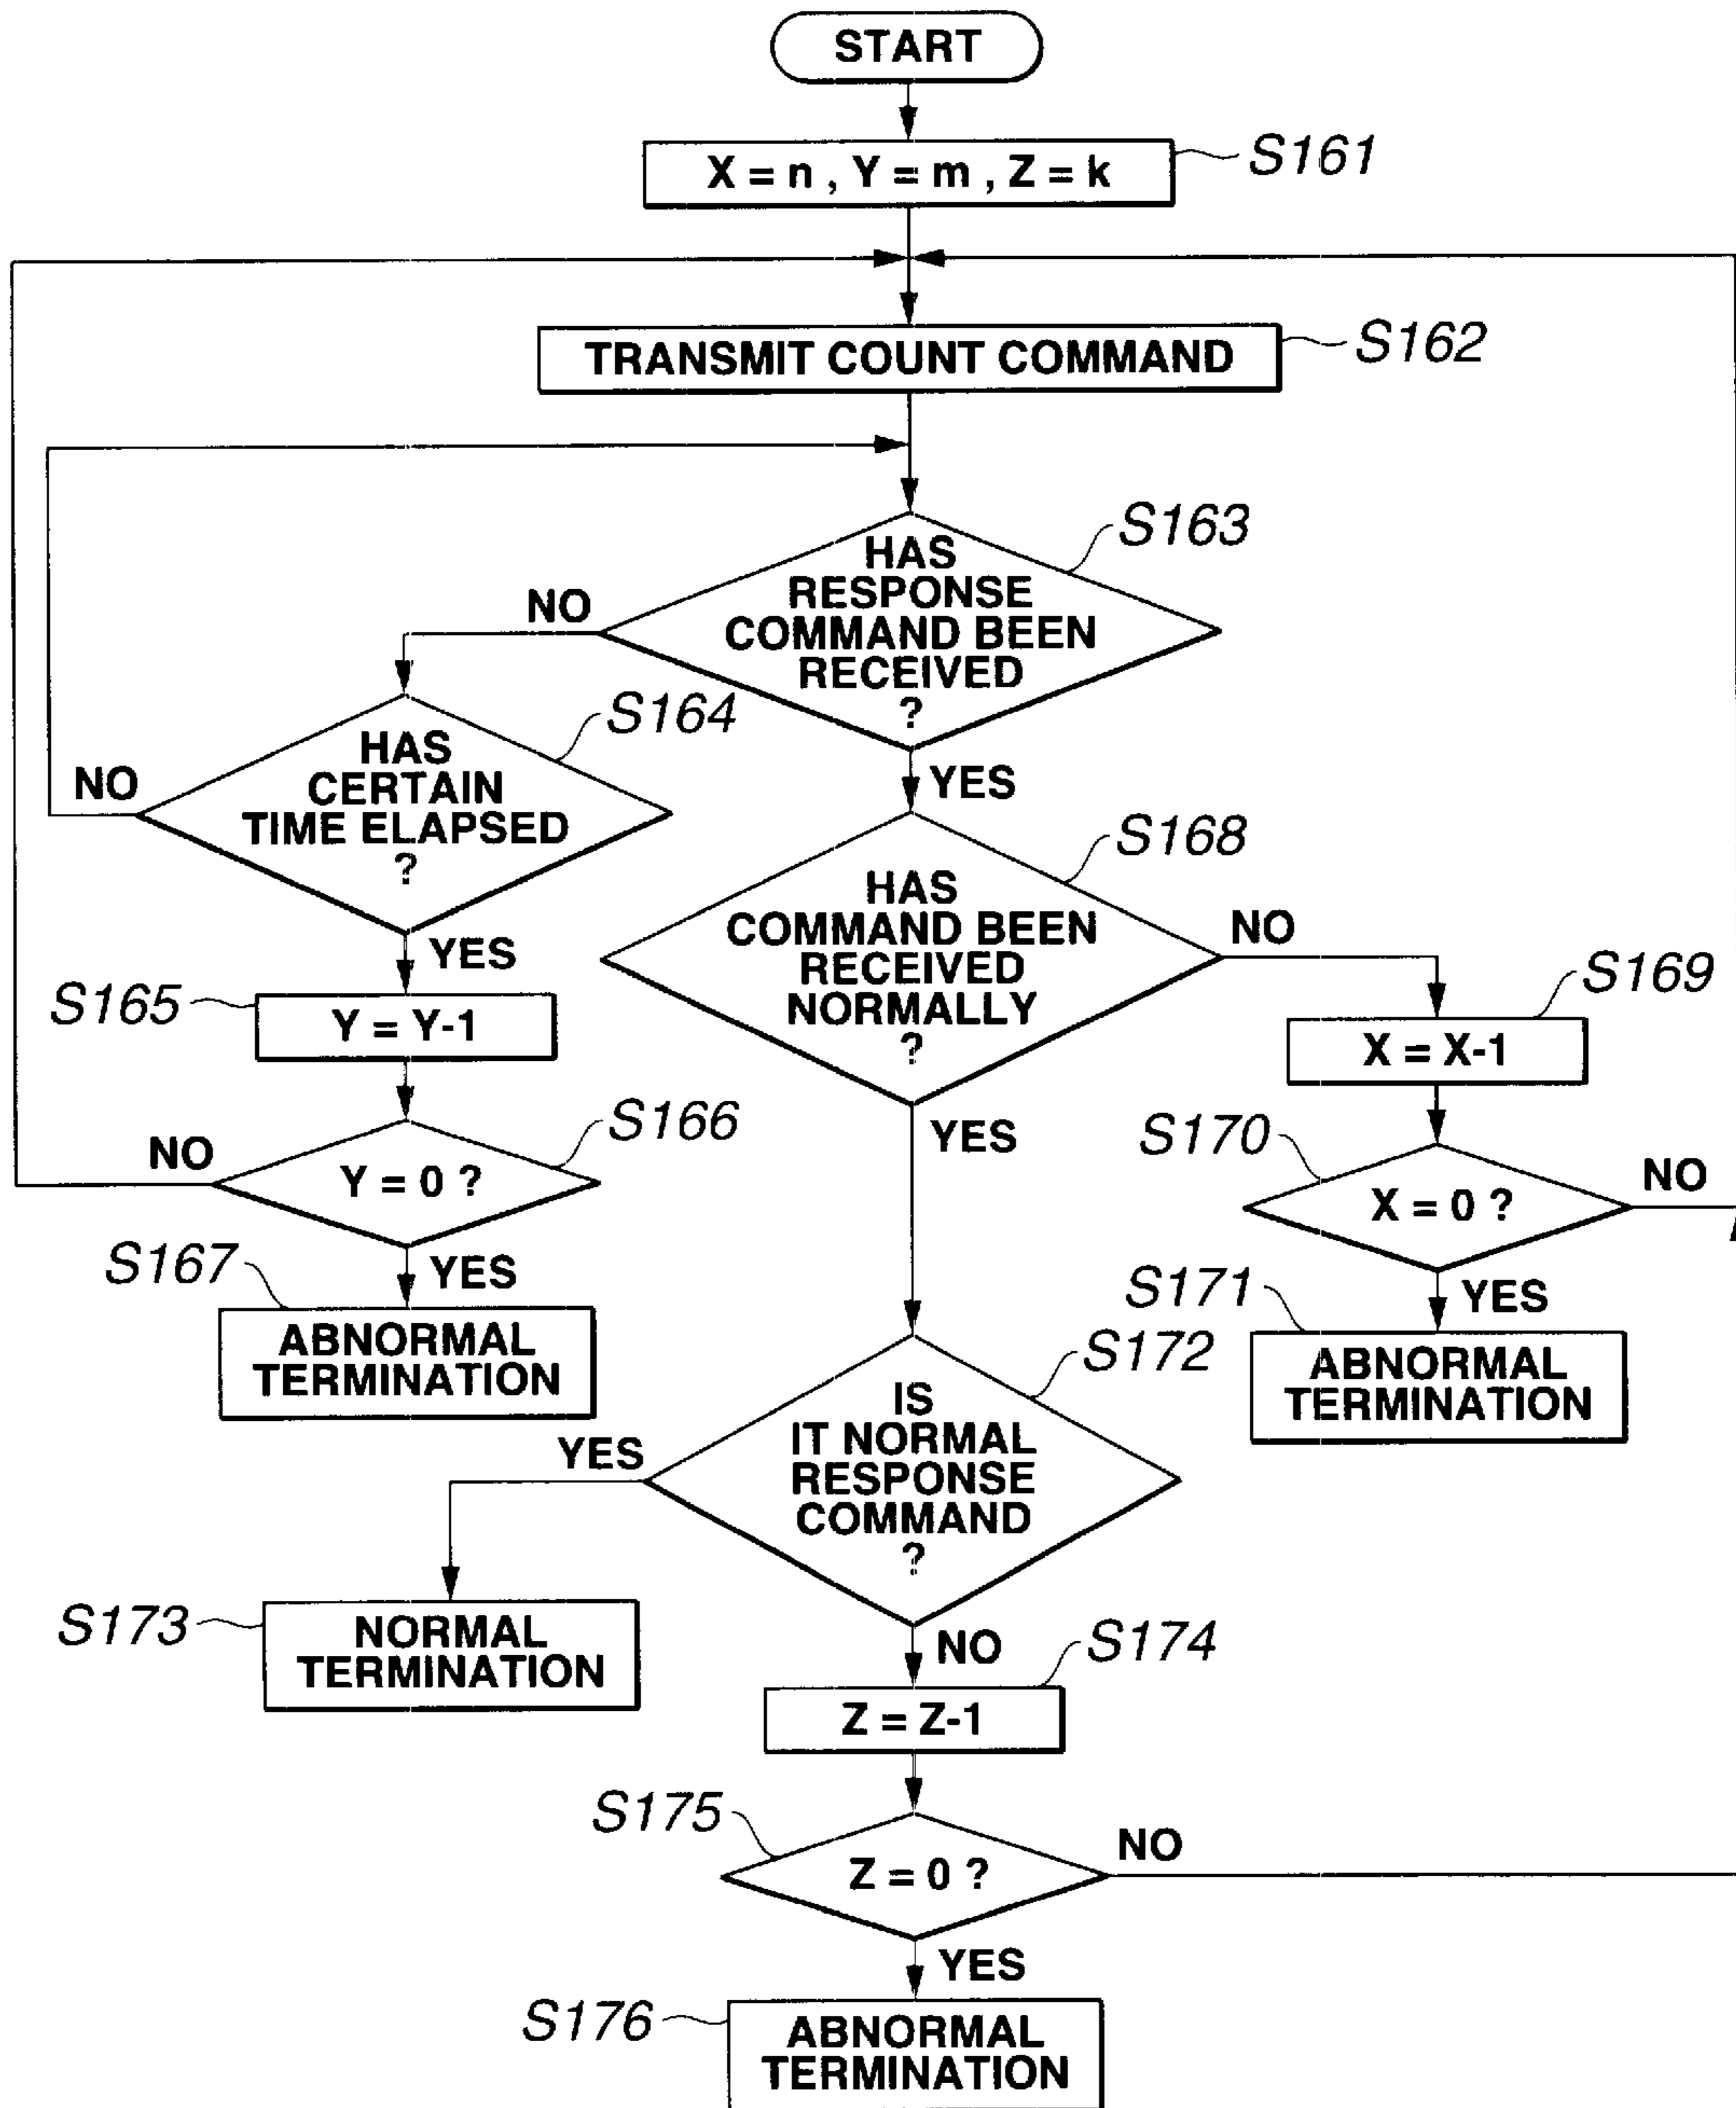 START
X = n , Y = m , Z = k
S161
TRANSMIT COUNT COMMAND
S162
HAS
RESPONSE
COMMAND BEEN
RECEIVED
?
S163
NO
YES
HAS
CERTAIN
TIME ELAPSED
?
S164
NO
YES
S165
Y = Y-1
Y = 0 ?
S166
NO
YES
S167
ABNORMAL
TERMINATION
HAS
COMMAND BEEN
RECEIVED
NORMALLY
?
S168
NO
YES
S169
X = X-1
S170
X = 0 ?
NO
YES
S171
ABNORMAL
TERMINATION
S172
IS
IT NORMAL
RESPONSE
COMMAND
?
YES
NO
S173
NORMAL
TERMINATION
S174
Z = Z-1
S175
Z = 0 ?
NO
YES
S176
ABNORMAL
TERMINATION